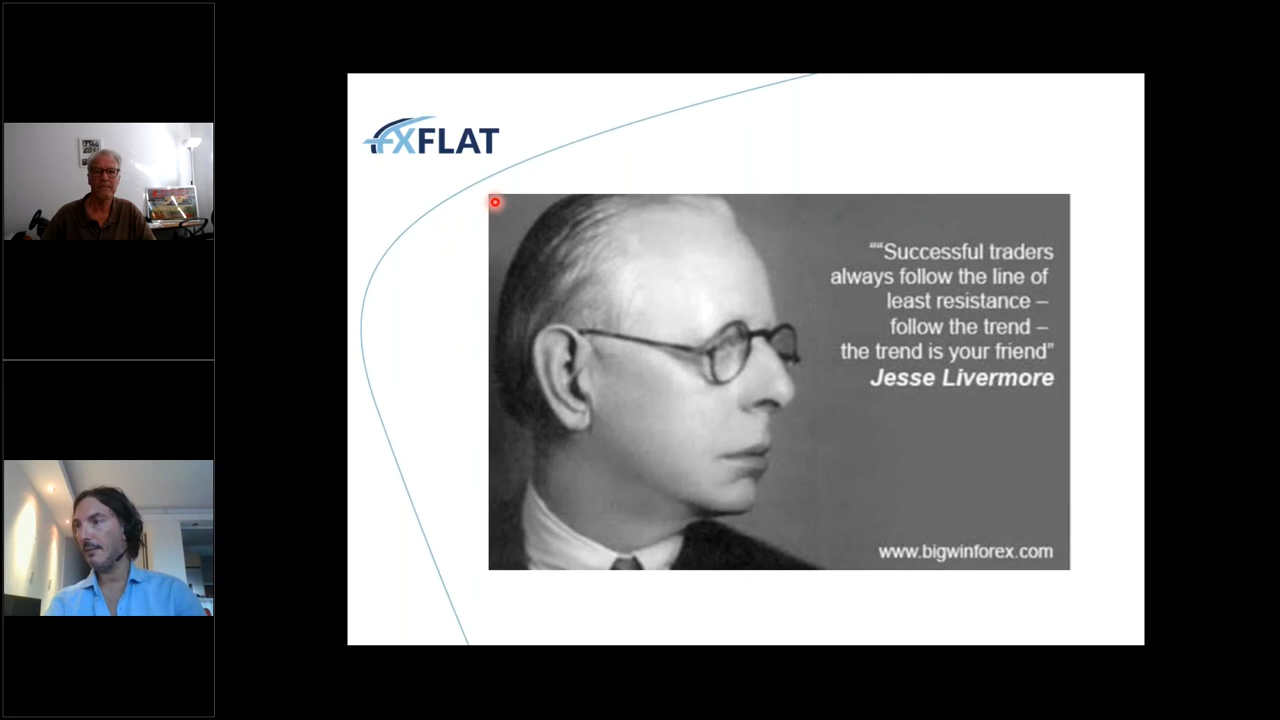 FXFLAT
““Successful traders
always follow the line of
least resistance –
follow the trend –
the trend is your friend”
Jesse Livermore
www.bigwinforex.com